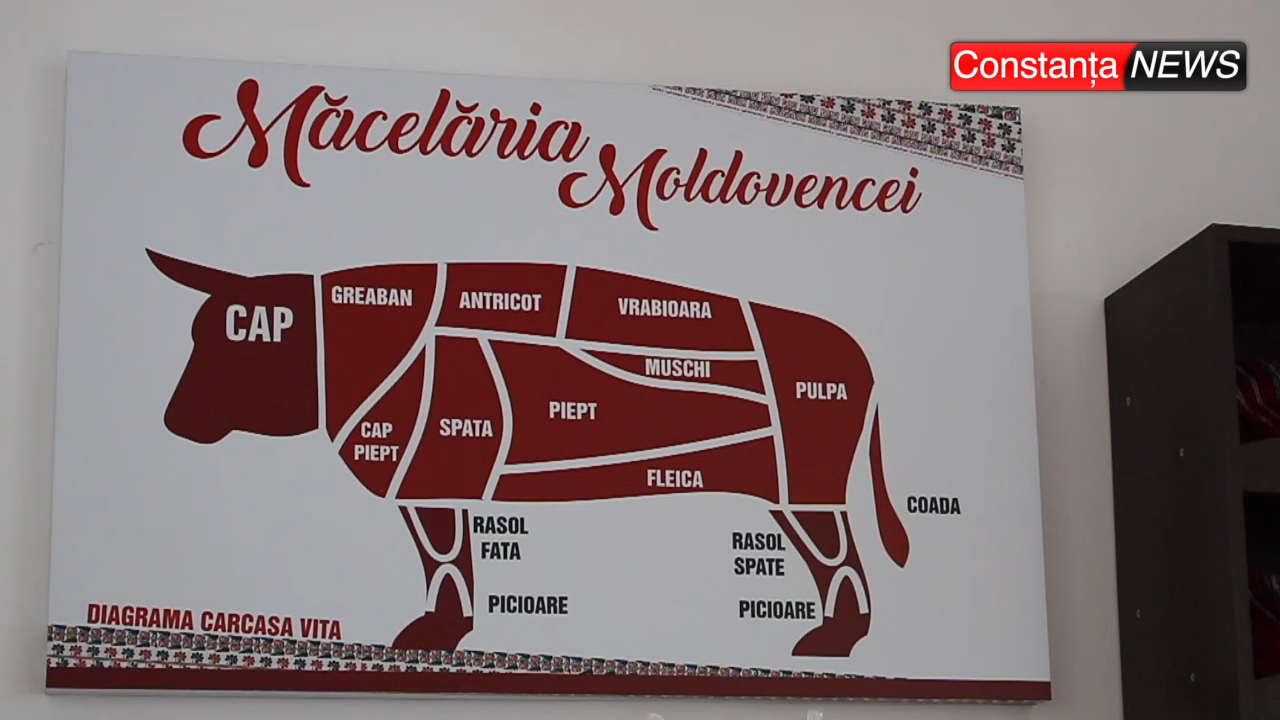 Constanța NEWS
Măcelăria
Moldovencei
CAP
GREABAN
ANTRICOT
VRABIOARA
MUSCHI
PULPA
PIEPT
CAP
PIEPT
SPATA
FLEICA
COADA
RASOL
FATA
RASOL
SPATE
PICIOARE
PICIOARE
DIAGRAMA CARCASA VITA